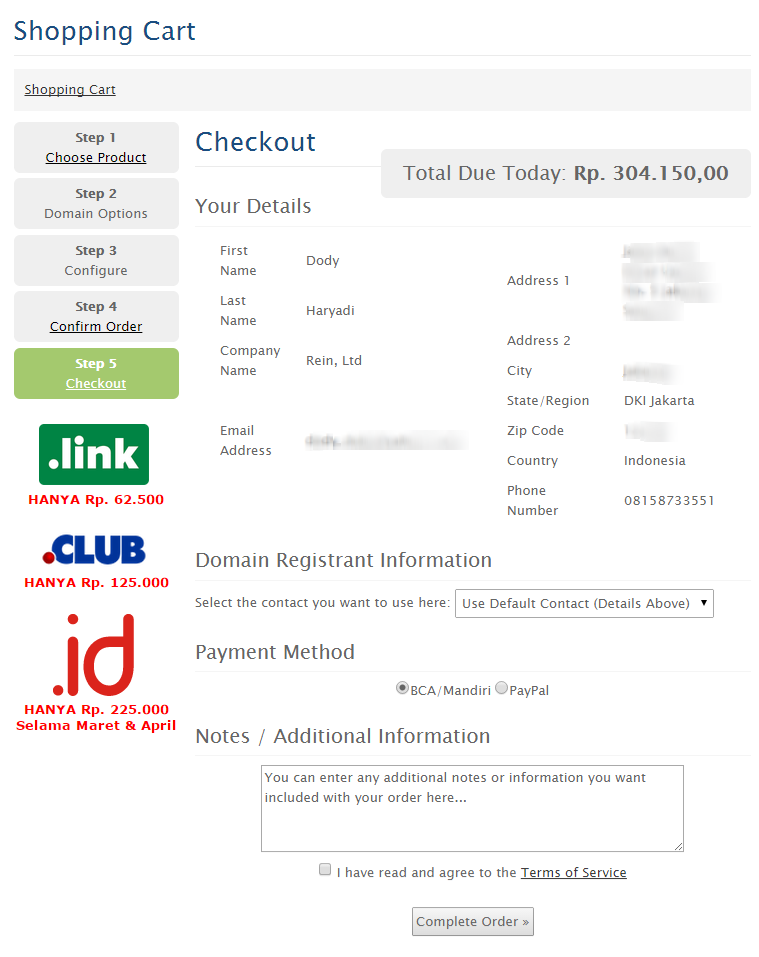 Shopping Cart
Shopping Cart
Step 1
Choose Product
Step 2
Domain Options
Step 3
Configure
Step 4
Confirm Order
Step 5
Checkout
.link
HANYA Rp. 62.500
.CLUB
HANYA Rp. 125.000
.id
HANYA Rp. 225.000
Selama Maret & April
Checkout
Total Due Today: Rp. 304.150,00
Your Details
First
Name
Dody
Last
Name
Haryadi
Company
Name
Rein, Ltd
Email
Address
Address 1
Address 2
City
State/Region DKI Jakarta
Zip Code
Country Indonesia
Phone
Number
08158733551
Domain Registrant Information
Select the contact you want to use here: Use Default Contact (Details Above)
Payment Method
BCA/Mandiri PayPal
Notes / Additional Information
You can enter any additional notes or information you want
included with your order here...
I have read and agree to the Terms of Service
Complete Order »